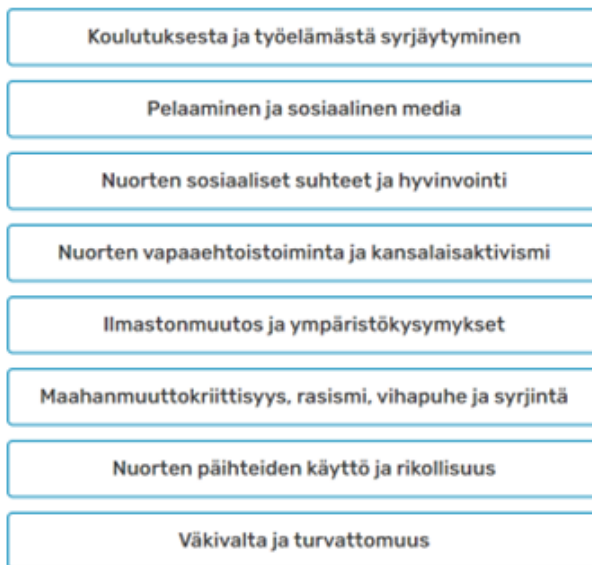 Koulutuksesta ja työelämästä syrjäytyminen
Pelaaminen ja sosiaalinen media
Nuorten sosiaaliset suhteet ja hyvinvointi
Nuorten vapaaehtoistoiminta ja kansalaisaktivismi
Ilmastonmuutos ja ympäristökysymykset
Maahanmuuttokriittisyys, rasismi, vihapuhe ja syrjintä
Nuorten päihteiden käyttö ja rikollisuus
Väkivalta ja turvattomuus